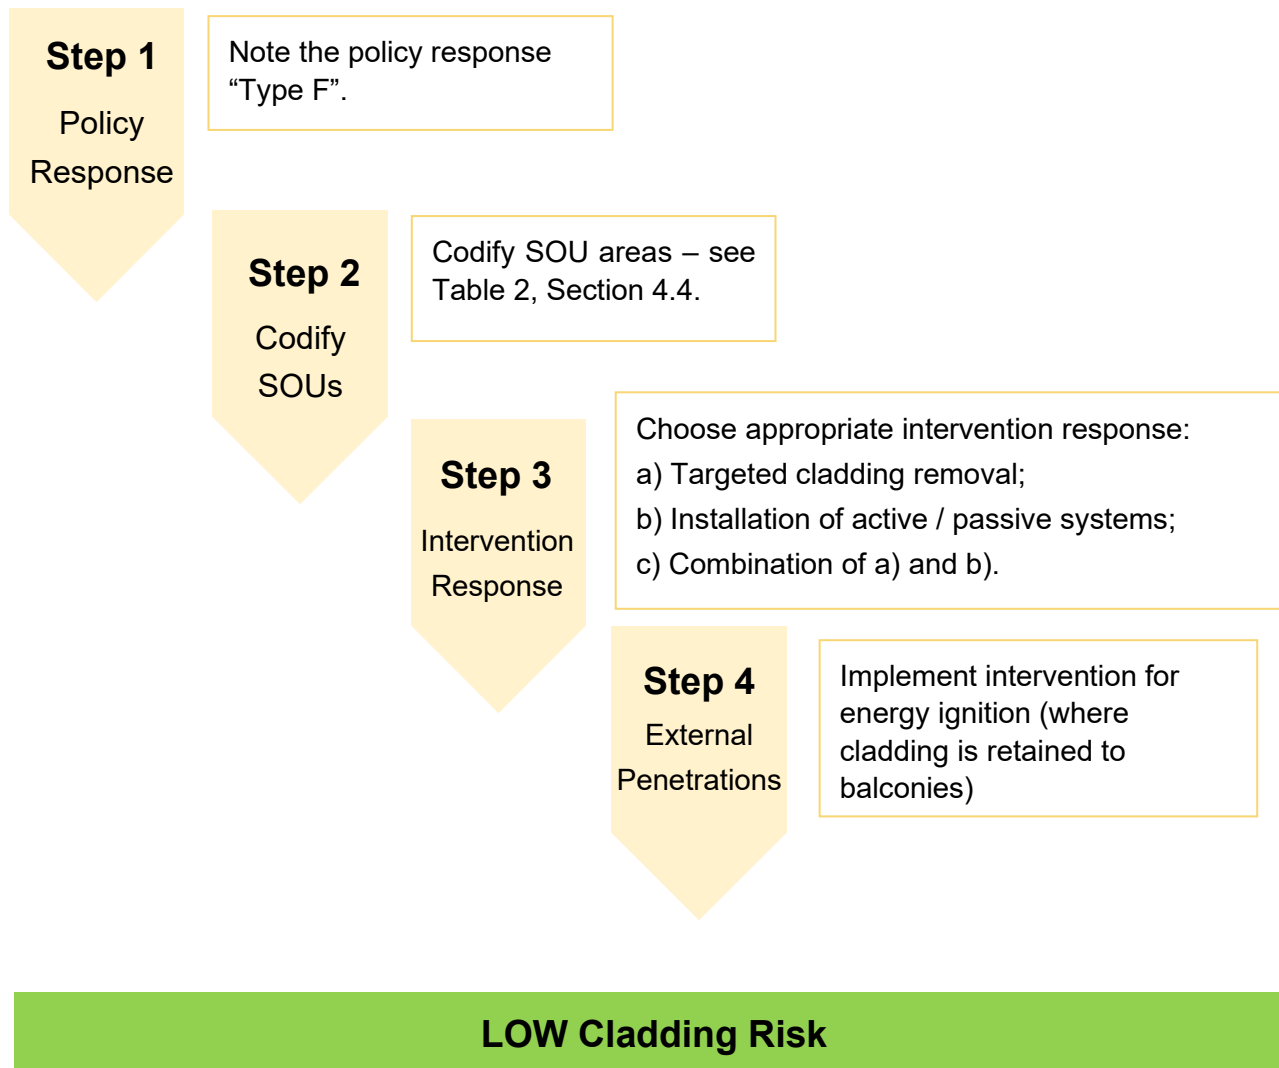 Step 1
Policy
Response
Note the policy response
“Type F”.
Step 2
Codify
SOUs
Codify SOU areas – see
Table 2, Section 4.4.
Step 3
Intervention
Response
Choose appropriate intervention response:
a) Targeted cladding removal;
b) Installation of active / passive systems;
c) Combination of a) and b).
Step 4
External
Penetrations
Implement intervention for
energy ignition (where
cladding is retained to
balconies)
LOW Cladding Risk